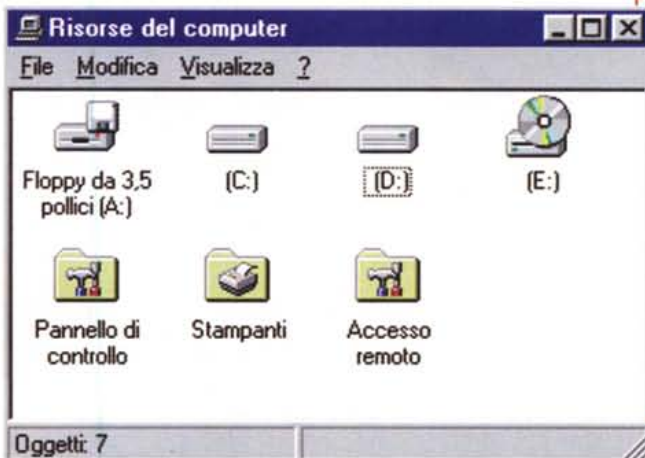 Risorse del computer
File Modifica Visualizza ?
Floppy da 3,5
pollici (A:)
(C:)
(D:)
(E:)
Pannello di
controllo
Stampanti
Accesso
remoto
Oggetti: 7